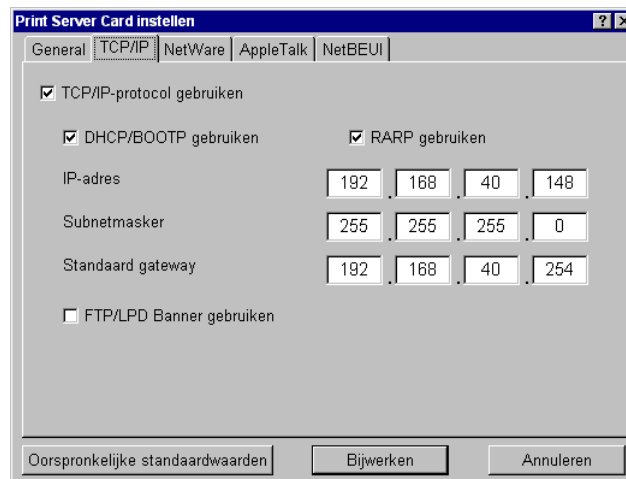 Print Server Card instellen
General TCP/IP NetWare AppleTalk NetBEUI
TCP/IP-protocol gebruiken
DHCP/BOOTP gebruiken RARP gebruiken
IP-adres 192 . 168 . 40 . 148
Subnetmasker 255 . 255 . 255 . 0
Standaard gateway 192 . 168 . 40 . 254
FTP/LPD Banner gebruiken
Oorspronkelijke standaardwaarden Bijwerken Annuleren